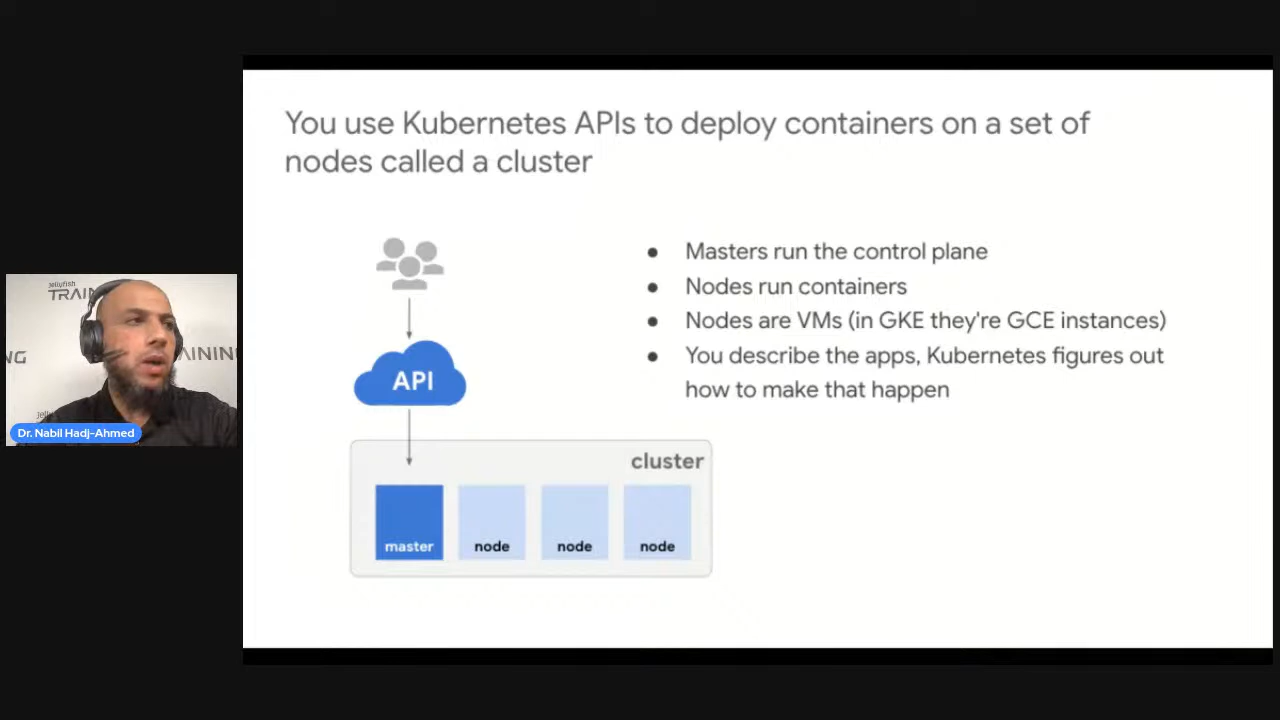 You use Kubernetes APIs to deploy containers on a set of
nodes called a cluster
● Masters run the control plane
● Nodes run containers
● Nodes are VMs (in GKE they're GCE instances)
● You describe the apps, Kubernetes figures out
how to make that happen
API
cluster
master
node
node
node
jellyfish
Dr. Nabil Hadj-Ahmed